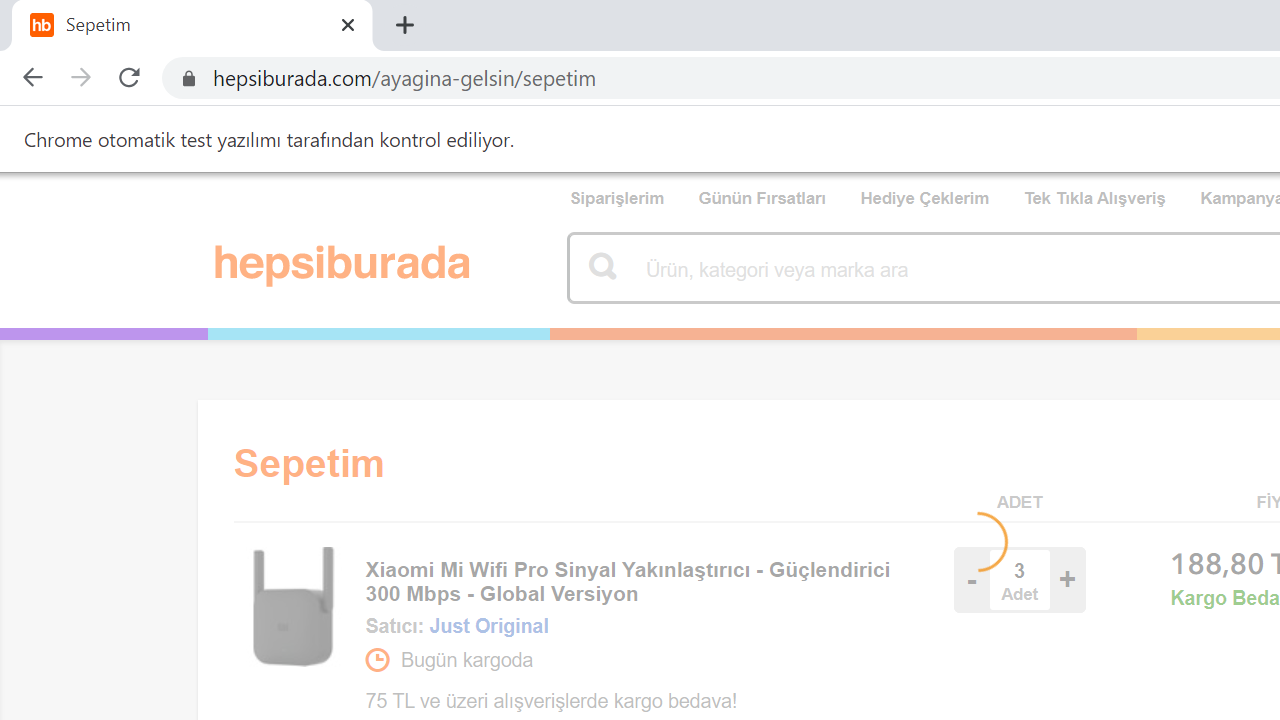 hb Sepetim
hepsiburada.com/ayagina-gelsin/sepetim
Chrome otomatik test yazılımı tarafından kontrol ediliyor.
Siparişlerim Günün Fırsatları Hediye Çeklerim Tek Tıkla Alışveriş Kampanya
hepsiburada
Ürün, kategori veya marka ara
Sepetim
ADET FİY
Xiaomi Mi Wifi Pro Sinyal Yakınlaştırıcı - Güçlendirici
300 Mbps - Global Versiyon
- 3 +
Adet
188,80 T
Kargo Beda
Satıcı: Just Original
Bugün kargoda
75 TL ve üzeri alışverişlerde kargo bedava!